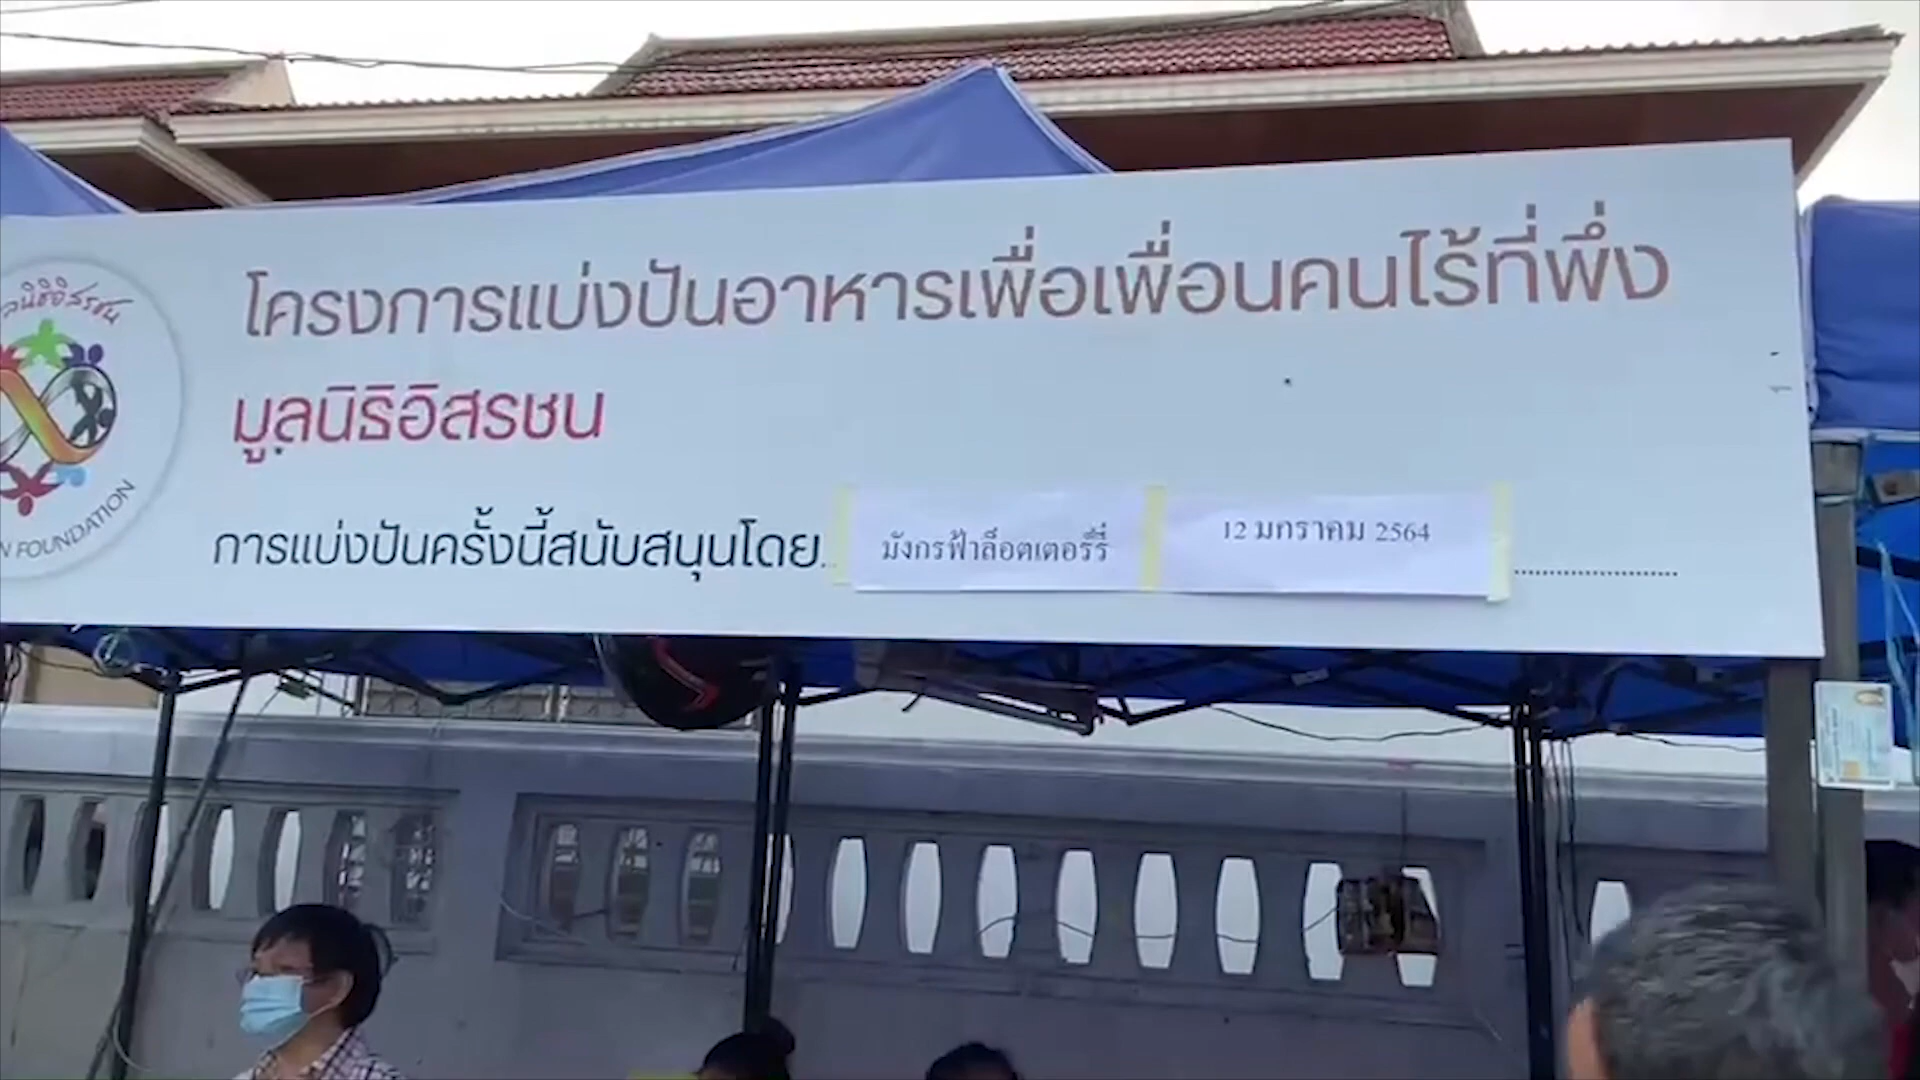 โครงการแบ่งปันอาหารเพื่อเพื่อนคนไร้ที่พึ่ง
มูลนิธิอิสรชน
การแบ่งปันครั้งนี้สนับสนุนโดย.. มังกรฟ้าล็อตเตอร์รี่ 12 มกราคม 2564 ........................
FOUNDATION